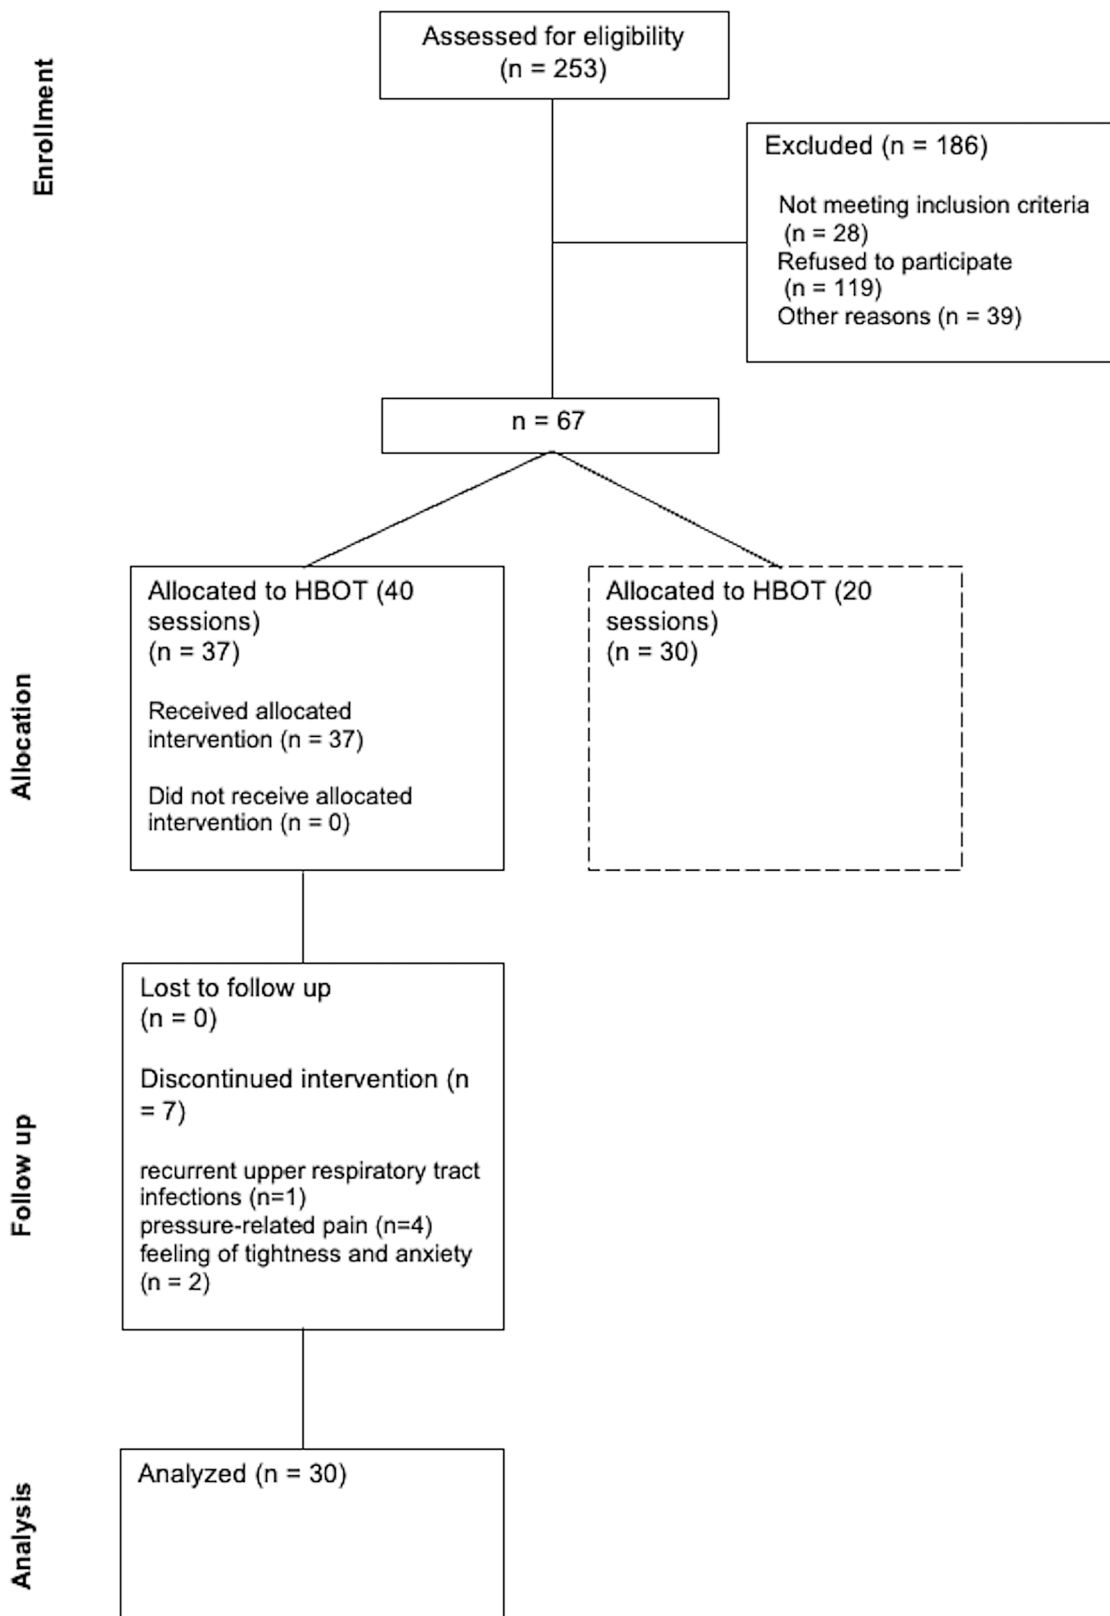 Enrollment
Assessed for eligibility
(n = 253)
Excluded (n = 186)
Not meeting inclusion criteria
(n = 28)
Refused to participate
(n = 119)
Other reasons (n = 39)
n = 67
Allocation
Allocated to HBOT (40
sessions)
(n = 37)
Received allocated
intervention (n = 37)
Did not receive allocated
intervention (n = 0)
Allocated to HBOT (20
sessions)
(n = 30)
Follow up
Lost to follow up
(n = 0)
Discontinued intervention (n
= 7)
recurrent upper respiratory tract
infections (n=1)
pressure-related pain (n=4)
feeling of tightness and anxiety
(n = 2)
Analysis
Analyzed (n = 30)